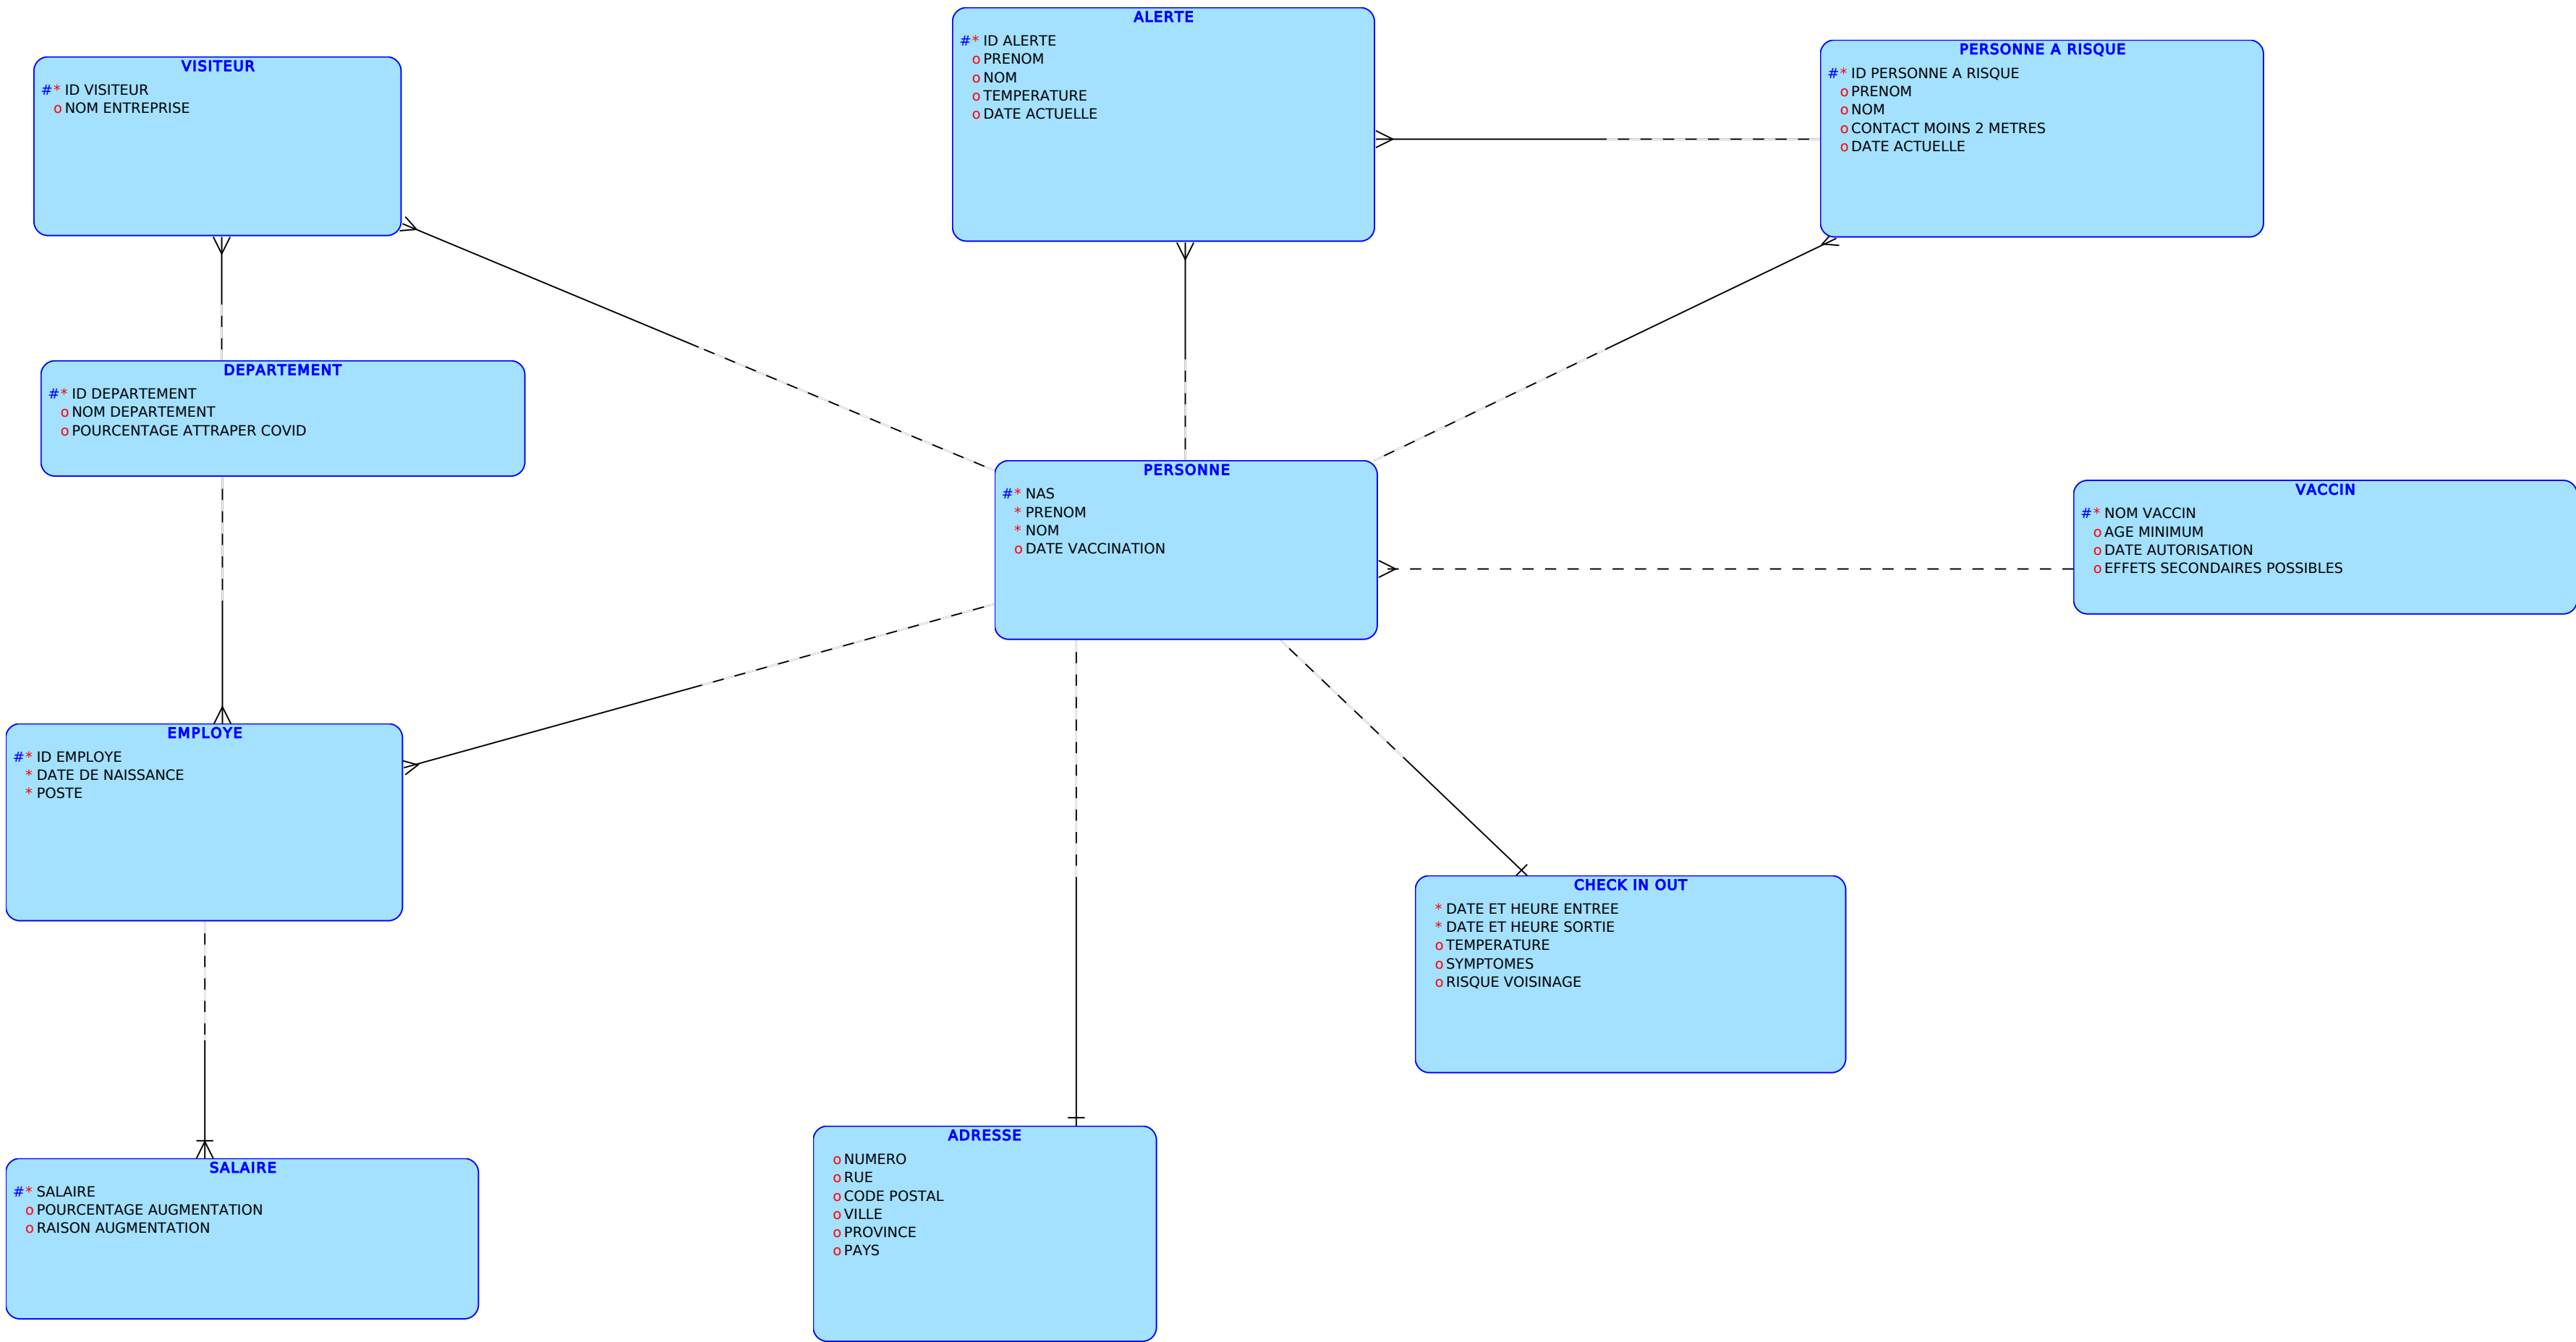 ALERTE
#* ID ALERTE
o PRENOM
o NOM
o TEMPERATURE
o DATE ACTUELLE
PERSONNE A RISQUE
#* ID PERSONNE A RISQUE
o PRENOM
o NOM
o CONTACT MOINS 2 METRES
o DATE ACTUELLE
VISITEUR
#* ID VISITEUR
o NOM ENTREPRISE
DEPARTEMENT
#* ID DEPARTEMENT
o NOM DEPARTEMENT
o POURCENTAGE ATTRAPER COVID
PERSONNE
#* NAS
* PRENOM
* NOM
o DATE VACCINATION
VACCIN
#* NOM VACCIN
o AGE MINIMUM
o DATE AUTORISATION
o EFFETS SECONDAIRES POSSIBLES
EMPLOYE
#* ID EMPLOYE
* DATE DE NAISSANCE
* POSTE
CHECK IN OUT
* DATE ET HEURE ENTREE
* DATE ET HEURE SORTIE
o TEMPERATURE
o SYMPTOMES
o RISQUE VOISINAGE
SALAIRE
#* SALAIRE
o POURCENTAGE AUGMENTATION
o RAISON AUGMENTATION
ADRESSE
o NUMERO
o RUE
o CODE POSTAL
o VILLE
o PROVINCE
o PAYS